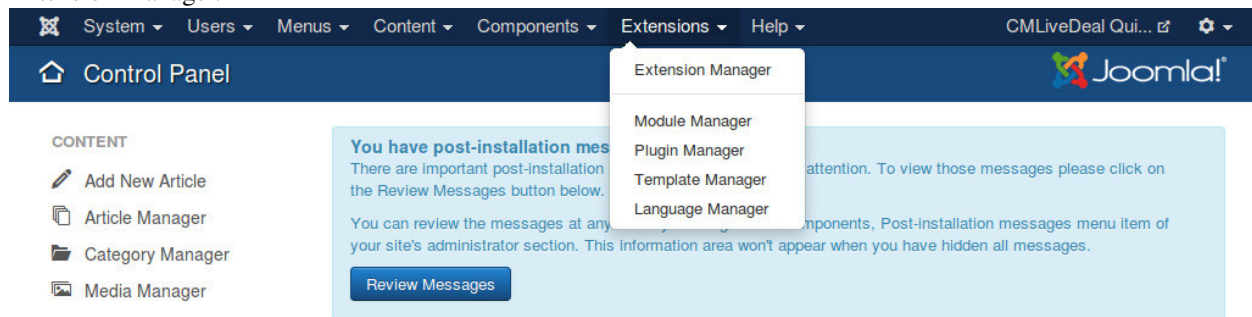 System Users Menus Content Components Extensions Help CMLiveDeal Qui...
Control Panel Joomla!
Extension Manager
Module Manager
Plugin Manager
Template Manager
Language Manager
CONTENT
Add New Article
Article Manager
Category Manager
Media Manager
You have post-installation mes
There are important post-installation attention. To view those messages please click on
the Review Messages button below.
You can review the messages at any mponents, Post-installation messages menu item of
your site's administrator section. This information area won't appear when you have hidden all messages.
Review Messages